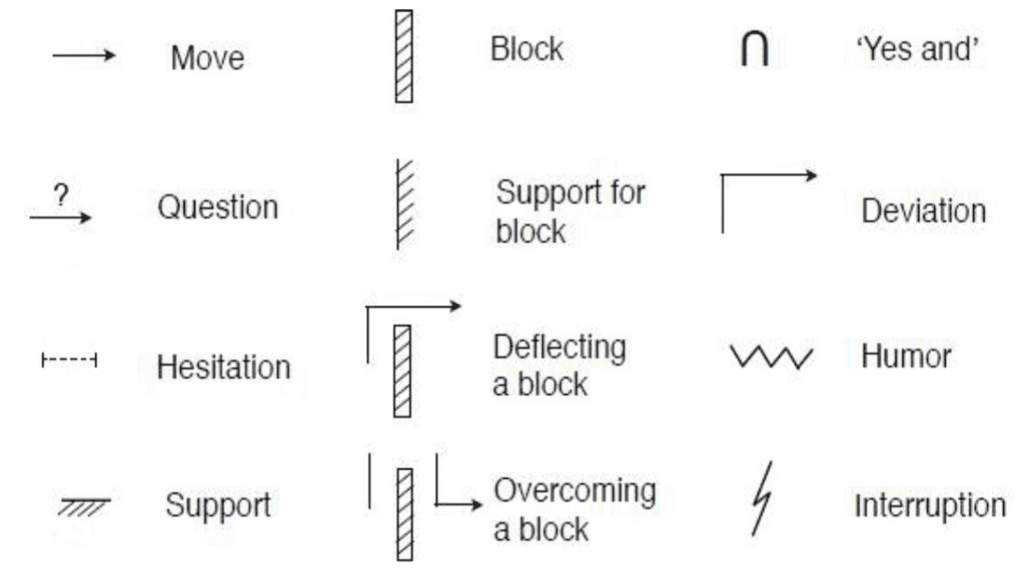 Move
Block
∩
‘Yes and’
?
Question
Support for
block
Deviation
Hesitation
Deflecting
a block
Humor
Support
Overcoming
a block
Interruption